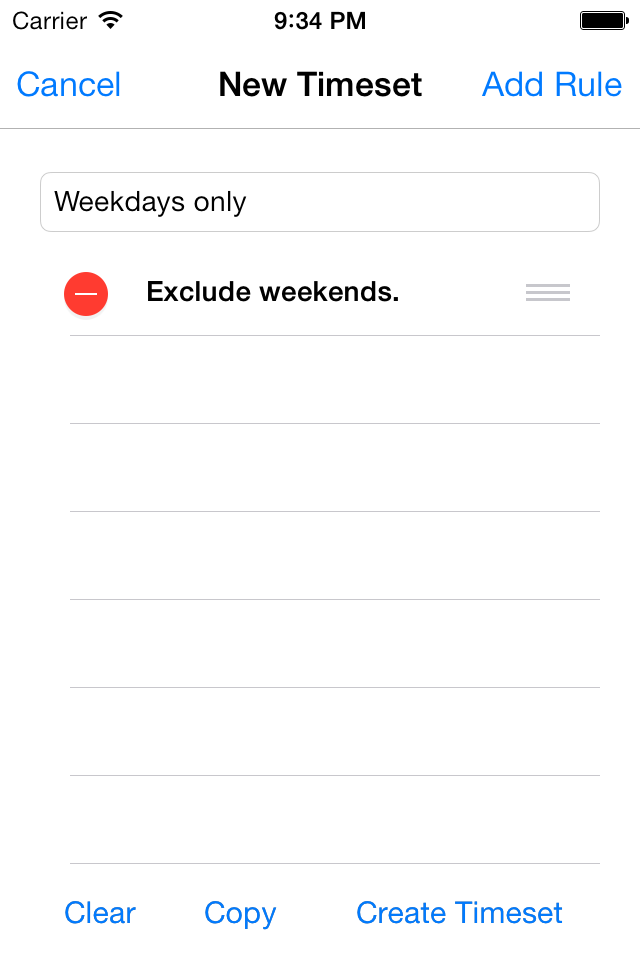 Carrier 9:34 PM
Cancel New Timeset Add Rule
Weekdays only
Exclude weekends.
Clear Copy Create Timeset